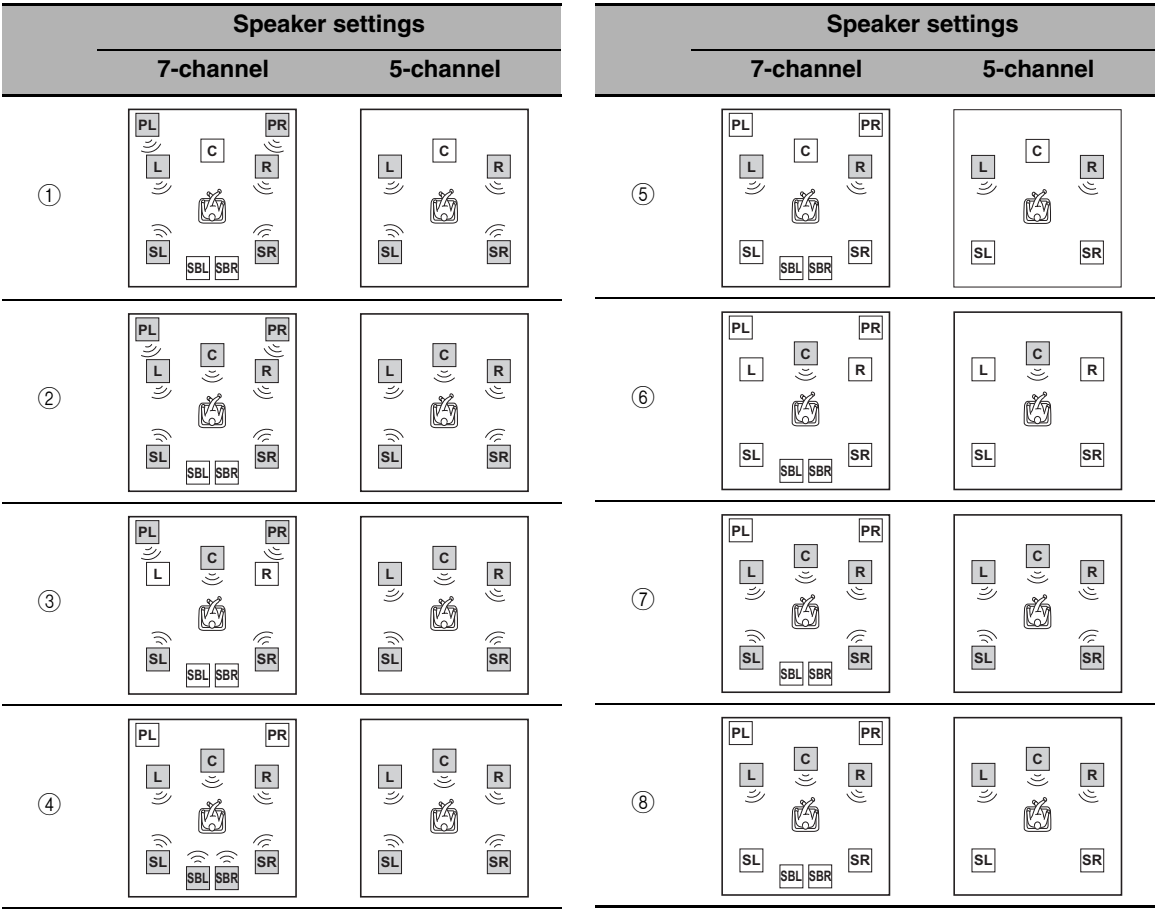 Speaker settings
7-channel 5-channel
①
PL PR
C
L R
SL SR
SBL SBR
C
L R
SL SR
②
PL PR
C
L R
SL SR
SBL SBR
C
L R
SL SR
③
PL PR
C
L R
SL SR
SBL SBR
C
L R
SL SR
④
PL PR
C
L R
SL SR
SBL SBR
C
L R
SL SR
Speaker settings
7-channel 5-channel
⑤
PL PR
C
L R
SL SR
SBL SBR
C
L R
SL SR
⑥
PL PR
C
L R
SL SR
SBL SBR
C
L R
SL SR
⑦
PL PR
C
L R
SL SR
SBL SBR
C
L R
SL SR
⑧
PL PR
C
L R
SL SR
SBL SBR
C
L R
SL SR